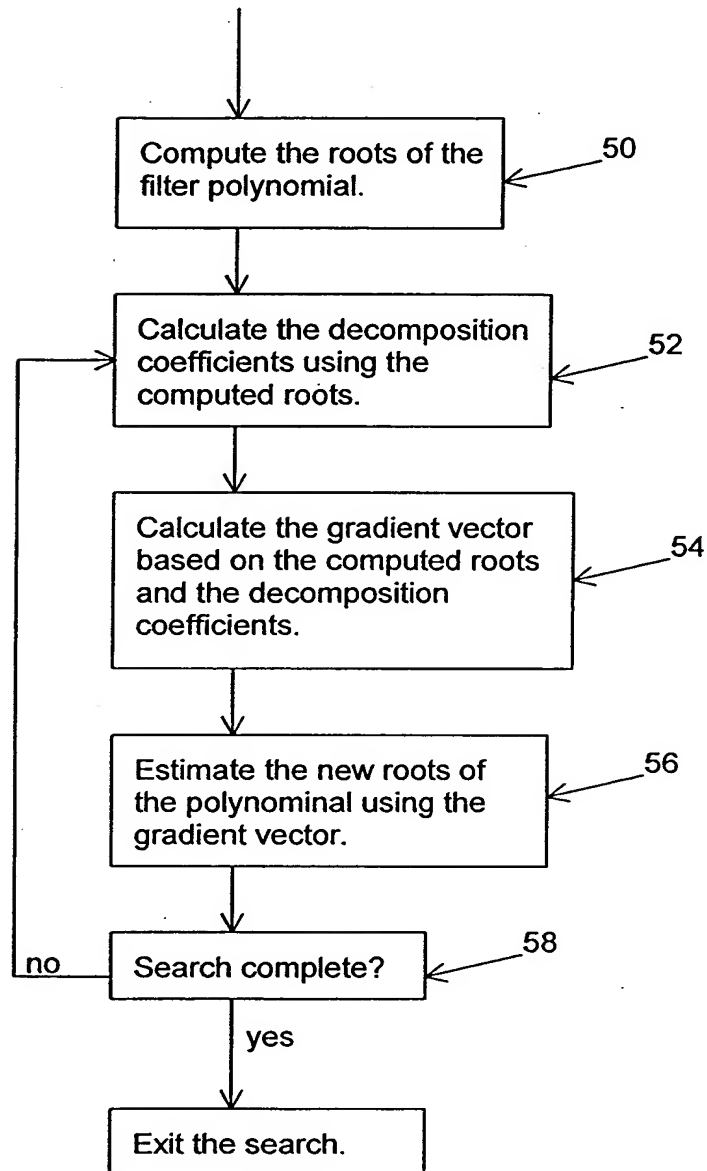 Compute the roots of the
filter polynomial.
50
Calculate the decomposition
coefficients using the
computed roots.
52
Calculate the gradient vector
based on the computed roots
and the decomposition
coefficients.
54
Estimate the new roots of
the polynominal using the
gradient vector.
56
Search complete?
58
no
yes
Exit the search.